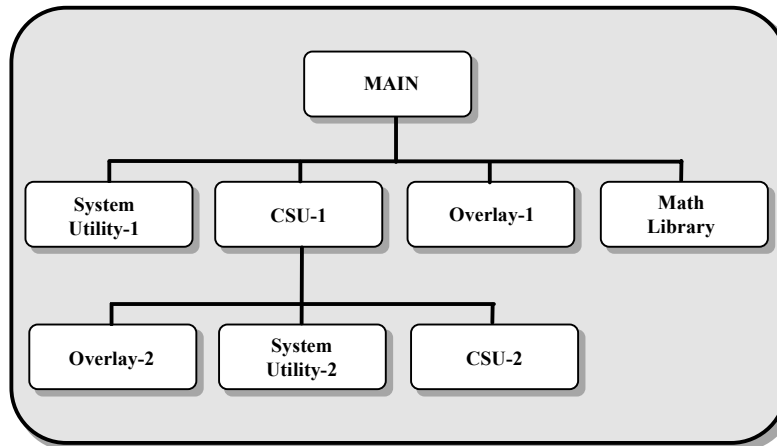 MAIN
System
Utility-1
CSU-1
Overlay-1
Math
Library
Overlay-2
System
Utility-2
CSU-2